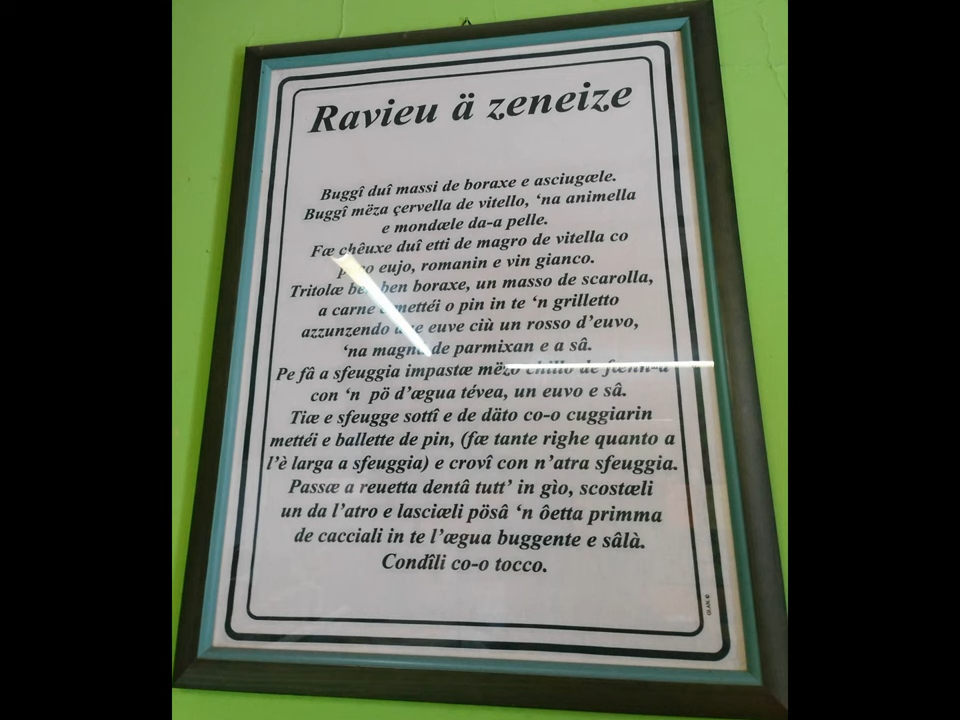 Ravieu ä zeneize
Buggî duî massi de boraxe e asciugæle.
Buggî mëza çervella de vitello, ‘na animella
e mondæle da-a pelle.
Fæ chêuxe duî etti de magro de vitella co
eujo, romanin e vin gianco.
Tritolæ ben ben boraxe, un masso de scarolla,
a carne e mettéi o pin in te ‘n grilletto
azzunzendo euve ciù un rosso d’euvo,
‘na magna de parmixan e a sâ.
Pe fâ a sfeuggia impastæ mëzo chillo de fænn-a
con ‘n pö d’ægua tévea, un euvo e sâ.
Tiæ e sfeugge sottî e de däto co-o cuggiarin
mettéi e ballette de pin, (fæ tante righe quanto a
l’è larga a sfeuggia) e crovî con n’atra sfeuggia.
Passæ a reuetta dentâ tutt’ in gìo, scostæli
un da l’atro e lasciæli pösâ ‘n ôetta primma
de cacciali in te l’ægua buggente e sâlà.
Condîli co-o tocco.
GLAN ©